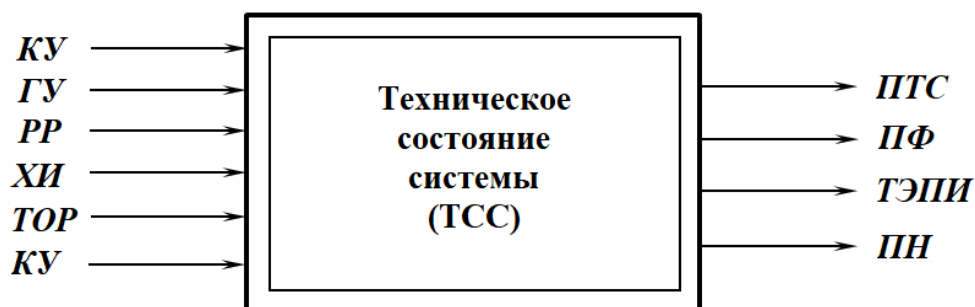 КУ
ГУ
РР
ХИ
ТОР
КУ
Техническое
состояние
системы
(ТСС)
ПТС
ПФ
ТЭПИ
ПН